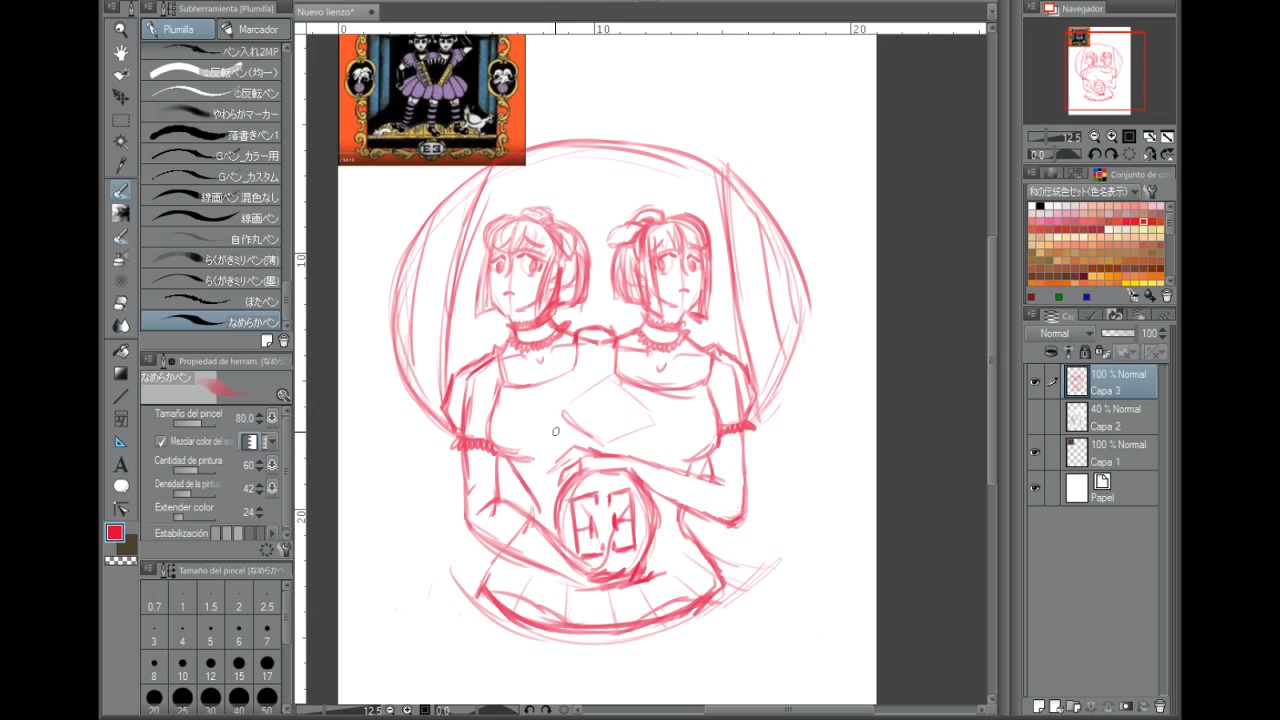 Subherramienta [Plumilla]
Plumilla
Marcador
ペン入れ2MP
◎反転ペン(均一)
◎反転ペン
やわらかマーカー
落書きペン1
Gペン_カラー用
Gペン_カスタム
線画ペン 混色なし
線画ペン
自作丸ペン
らくがきミリペン(薄)
らくがきミリペン(墨)
ぼたペン
なめらかペン
Propiedad de herram. [なめら
なめらかペン
Tamaño del pincel 80.0
Mezclar color del su
Cantidad de pintura 60
Densidad de la pintu 42
Extender color 24
Estabilización
Tamaño del pincel [なめらかペン]
0.7 1 1.5 2 2.5
3 4 5 6 7
8 10 12 15 17
20 25 30 40 50
Nuevo lienzo*
0 10 20
10
20
E3
E3
12.5 0.0
Navegador
12.5
0.0
Conjunto de co
和の伝統色セット(色名表示)
Normal 100
100 % Normal
Capa 3
40 % Normal
Capa 2
100 % Normal
Capa 1
Papel